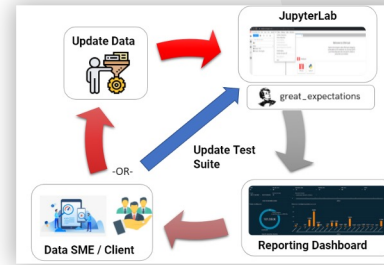 Update Data
JupyterLab
great_expectations
-OR-
Update Test
Suite
Data SME / Client
Reporting Dashboard